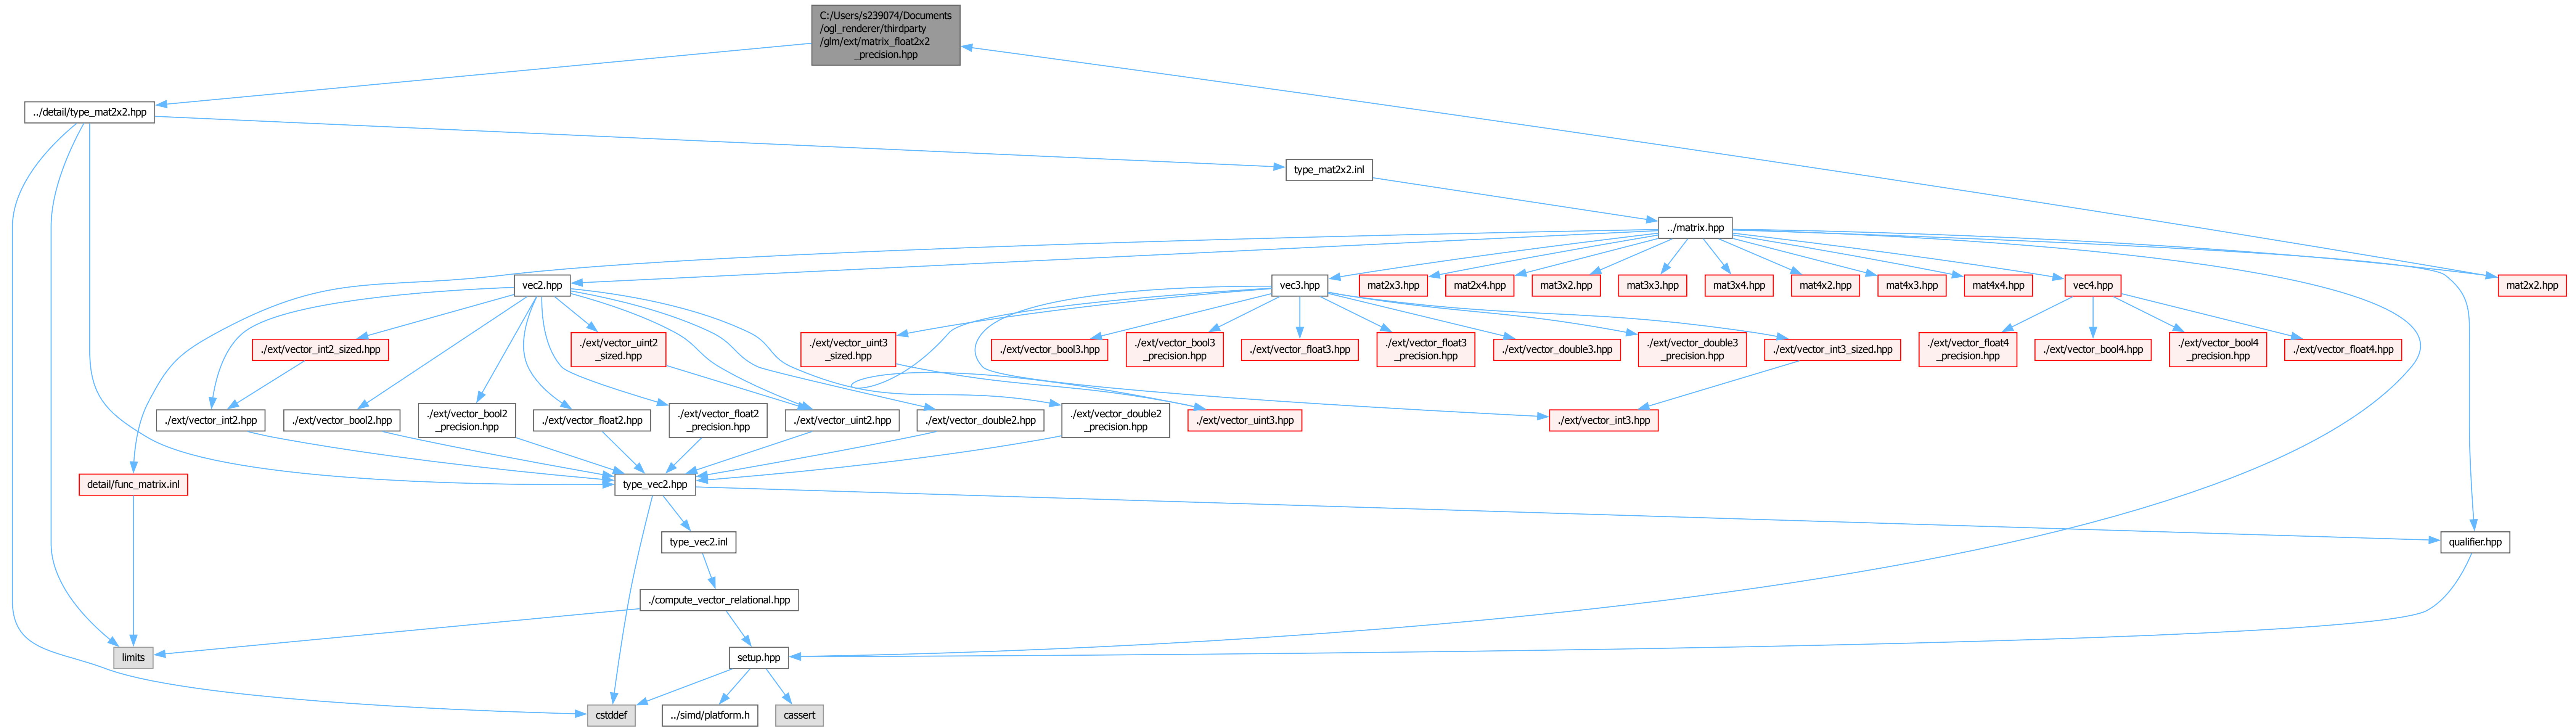 C:/Users/s239074/Documents
/ogl_renderer/thirdparty
/glm/ext/matrix_float2x2
_precision.hpp
../detail/type_mat2x2.hpp
type_mat2x2.inl
../matrix.hpp
vec2.hpp
vec3.hpp
mat2x3.hpp
mat2x4.hpp
mat3x2.hpp
mat3x3.hpp
mat3x4.hpp
mat4x2.hpp
mat4x3.hpp
mat4x4.hpp
vec4.hpp
mat2x2.hpp
./ext/vector_int2_sized.hpp
./ext/vector_uint2
_sized.hpp
./ext/vector_uint3
_sized.hpp
./ext/vector_bool3.hpp
./ext/vector_bool3
_precision.hpp
./ext/vector_float3.hpp
./ext/vector_float3
_precision.hpp
./ext/vector_double3.hpp
./ext/vector_double3
_precision.hpp
./ext/vector_int3_sized.hpp
./ext/vector_float4
_precision.hpp
./ext/vector_bool4.hpp
./ext/vector_bool4
_precision.hpp
./ext/vector_float4.hpp
./ext/vector_int2.hpp
./ext/vector_bool2.hpp
./ext/vector_bool2
_precision.hpp
./ext/vector_float2.hpp
./ext/vector_float2
_precision.hpp
./ext/vector_uint2.hpp
./ext/vector_double2.hpp
./ext/vector_double2
_precision.hpp
./ext/vector_uint3.hpp
./ext/vector_int3.hpp
detail/func_matrix.inl
type_vec2.hpp
type_vec2.inl
qualifier.hpp
./compute_vector_relational.hpp
limits
setup.hpp
cstddef
../simd/platform.h
cassert